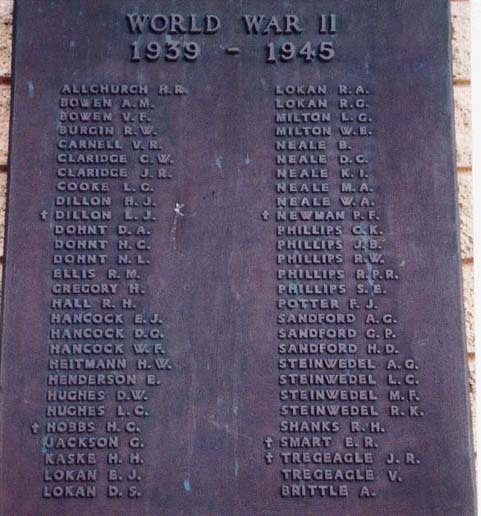 WORLD WAR II
1939 - 1945
ALLCHURCH H.R.
BOWEN A.M.
BOWEN V.F.
BURGIN R.W.
CARNELL V.R.
CLARIDGE C.W.
CLARIDGE J.R.
COOKE L.G.
DILLON H.J.
† DILLON L.J.
DOHNT D.A.
DOHNT H.C.
DOHNT N.L.
ELLIS R.M.
GREGORY H.
HALL R.H.
HANCOCK E.J.
HANCOCK D.G.
HANCOCK W.F.
HEITMANN H.W.
HENDERSON E.
HUGHES D.W.
HUGHES L.C.
† HOBBS H.C.
JACKSON G.
KASKE H.H.
LOKAN E.J.
LOKAN D.S.
LOKAN R.A.
LOKAN R.G.
MILTON L.G.
MILTON W.E.
NEALE B.
NEALE D.G.
NEALE K.I.
NEALE M.A.
NEALE W.A.
† NEWMAN P.F.
PHILLIPS C.K.
PHILLIPS J.B.
PHILLIPS R.W.
PHILLIPS R.P.R.
PHILLIPS S.E.
POTTER F.J.
SANDFORD A.G.
SANDFORD G.P.
SANDFORD H.D.
STEINWEDEL A.G.
STEINWEDEL L.C.
STEINWEDEL M.F.
STEINWEDEL R.K.
SHANKS R.H.
† SMART E.R.
† TREGEAGLE J.R.
TREGEAGLE V.
BRITTLE A.